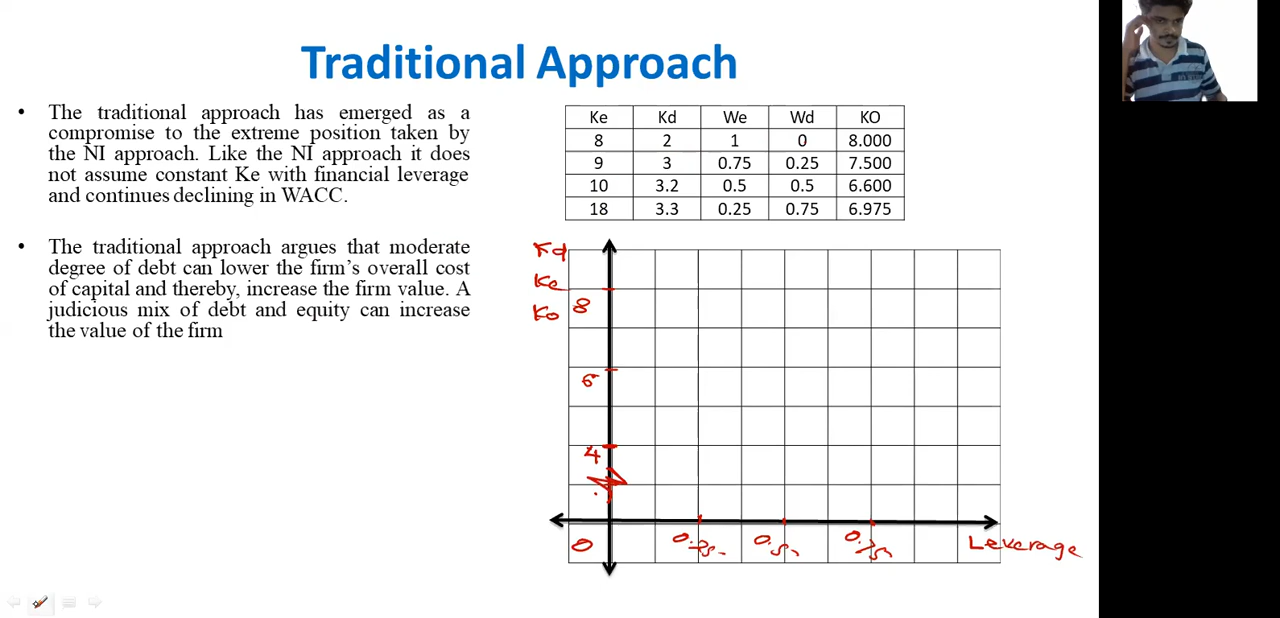 Traditional Approach
• The traditional approach has emerged as a
compromise to the extreme position taken by
the NI approach. Like the NI approach it does
not assume constant Ke with financial leverage
and continues declining in WACC.
• The traditional approach argues that moderate
degree of debt can lower the firm's overall cost
of capital and thereby, increase the firm value. A
judicious mix of debt and equity can increase
the value of the firm
Ke Kd We Wd KO
8 2 1 0 8.000
9 3 0.75 0.25 7.500
10 3.2 0.5 0.5 6.600
18 3.3 0.25 0.75 6.975
Kd
Ke
Ko 8
6
4
0 0.25 0.5 0.75 Leverage